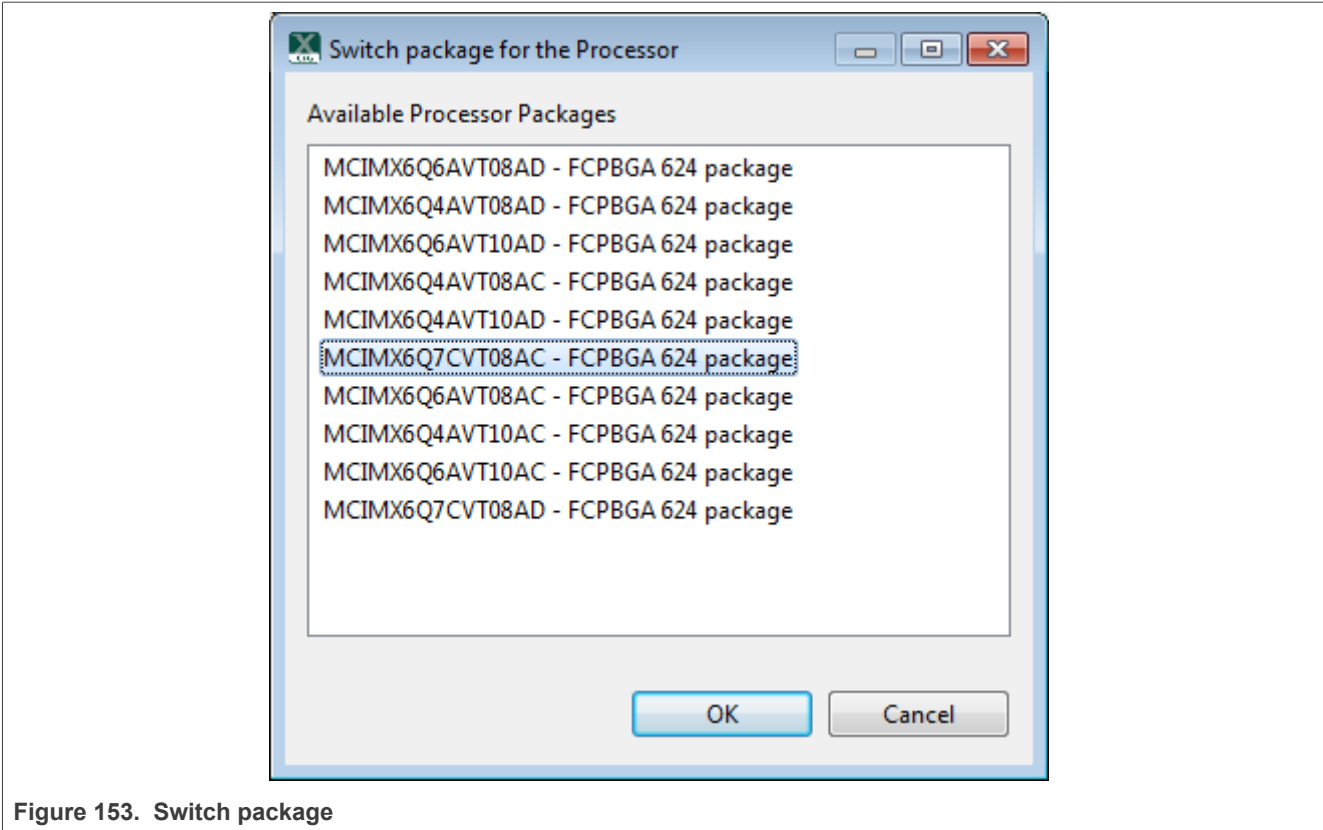 Switch package for the Processor
Available Processor Packages
MCIMX6Q6AVT08AD - FCPBGA 624 package
MCIMX6Q4AVT08AD - FCPBGA 624 package
MCIMX6Q6AVT10AD - FCPBGA 624 package
MCIMX6Q4AVT08AC - FCPBGA 624 package
MCIMX6Q4AVT10AD - FCPBGA 624 package
MCIMX6Q7CVT08AC - FCPBGA 624 package
MCIMX6Q6AVT08AC - FCPBGA 624 package
MCIMX6Q4AVT10AC - FCPBGA 624 package
MCIMX6Q6AVT10AC - FCPBGA 624 package
MCIMX6Q7CVT08AD - FCPBGA 624 package
OK Cancel
Figure 153. Switch package